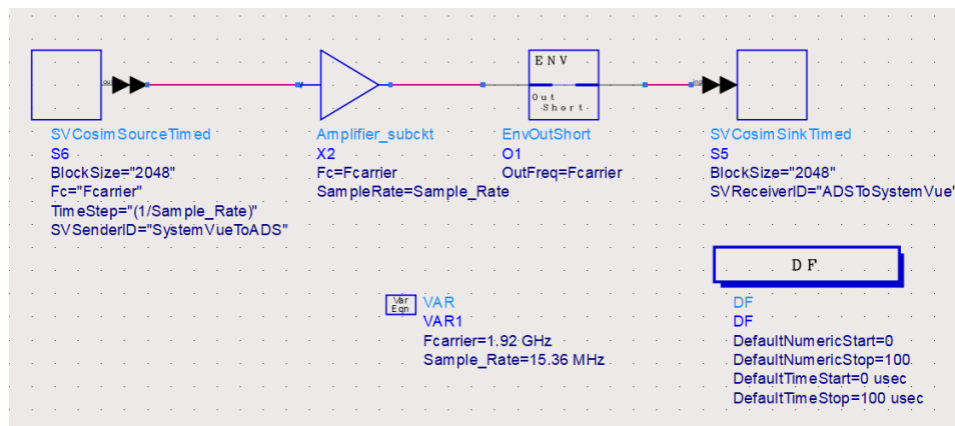 ENV
Out
Short
SVCosimSourceTimed
S6
BlockSize="2048"
Fc="Fcarrier"
TimeStep="(1/Sample_Rate)"
SVSenderID="SystemVueToADS"
Amplifier_subckt
X2
Fc=Fcarrier
SampleRate=Sample_Rate
EnvOutShort
O1
OutFreq=Fcarrier
SVCosimSinkTimed
S5
BlockSize="2048"
SVReceiverID="ADSToSystemVue"
DF
DF
DF
DefaultNumericStart=0
DefaultNumericStop=100
DefaultTimeStart=0 usec
DefaultTimeStop=100 usec
Var
Eqn
VAR
VAR1
Fcarrier=1.92 GHz
Sample_Rate=15.36 MHz